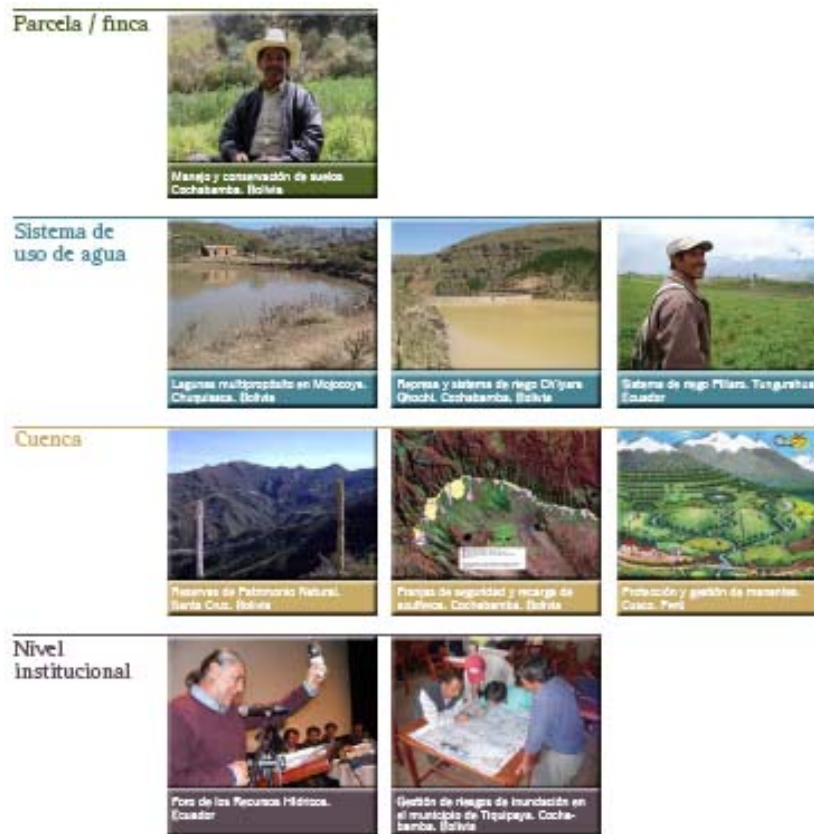 Parcela / finca
Manejo y conservación de suelos
Cochabamba. Bolivia
Sistema de
uso de agua
Lagunas multipropósito en Mojocoya.
Chuquisaca. Bolivia
Represa y sistema de riego Ch'iyara
Qhochi. Cochabamba. Bolivia
Sistema de riego Píllaro. Tungurahua
Ecuador
Cuenca
Reservas de Patrimonio Natural.
Santa Cruz. Bolivia
Franjas de seguridad y recarga de
acuíferos. Cochabamba. Bolivia
Protección y gestión de manantes.
Cusco. Perú
Nivel
institucional
Foro de los Recursos Hídricos.
Ecuador
Gestión de riesgos de inundación en
el municipio de Tiquipaya. Cocha-
bamba. Bolivia